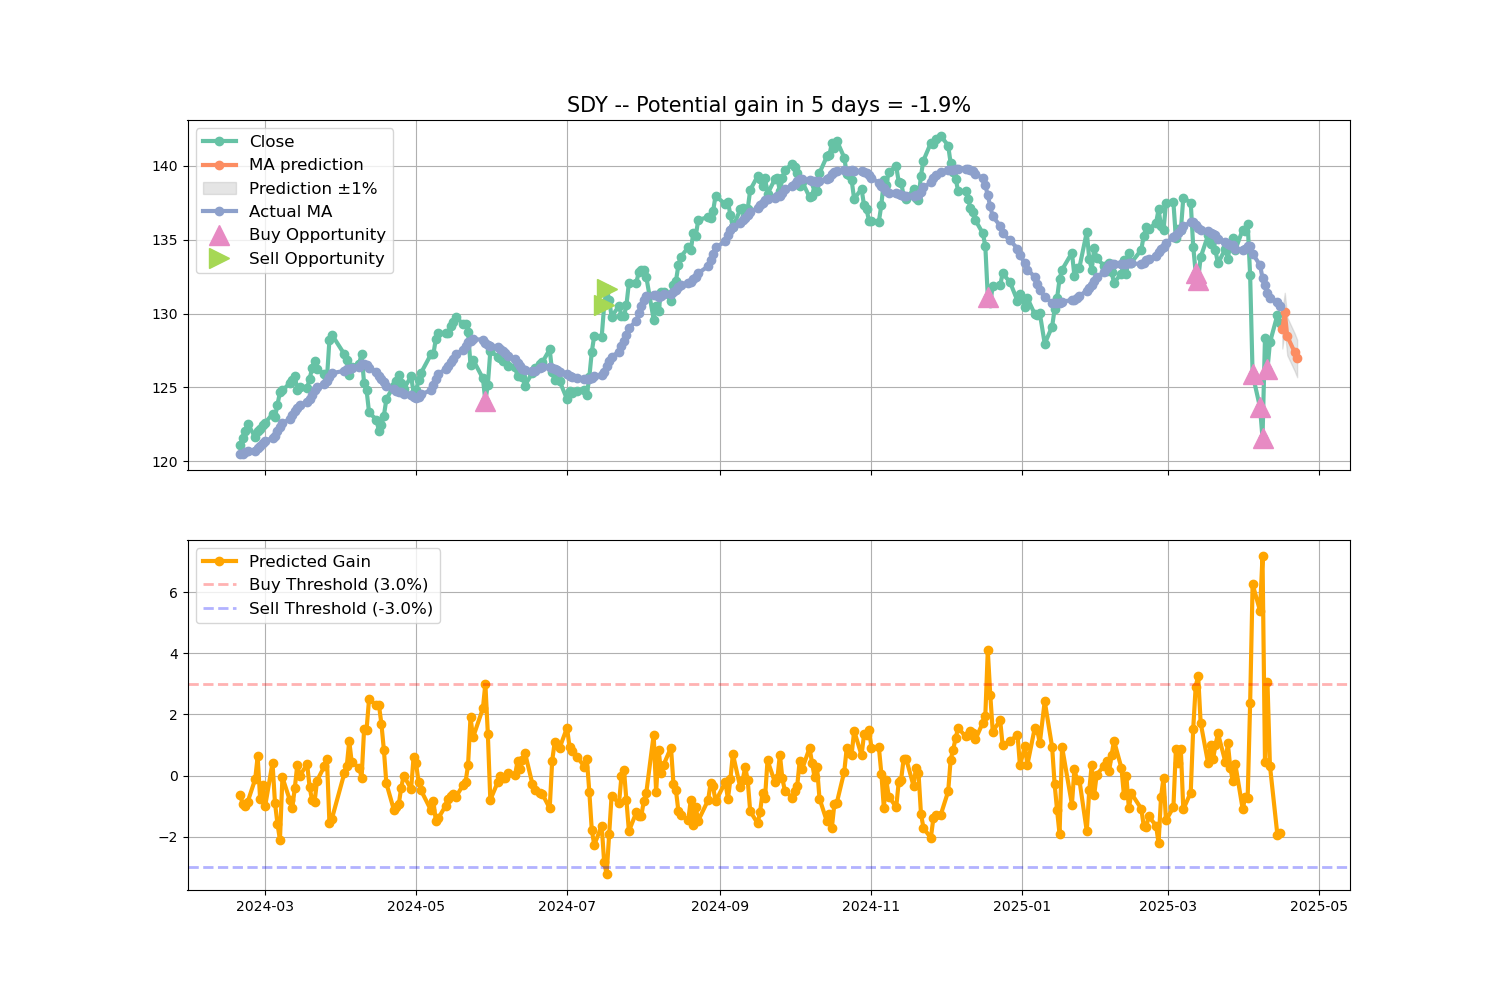 SDY -- Potential gain in 5 days = -1.9%
Close
MA prediction
Prediction ±1%
Actual MA
Buy Opportunity
Sell Opportunity
140
135
130
125
120
Predicted Gain
Buy Threshold (3.0%)
Sell Threshold (-3.0%)
6
4
2
0
−2
2024-03 2024-05 2024-07 2024-09 2024-11 2025-01 2025-03 2025-05